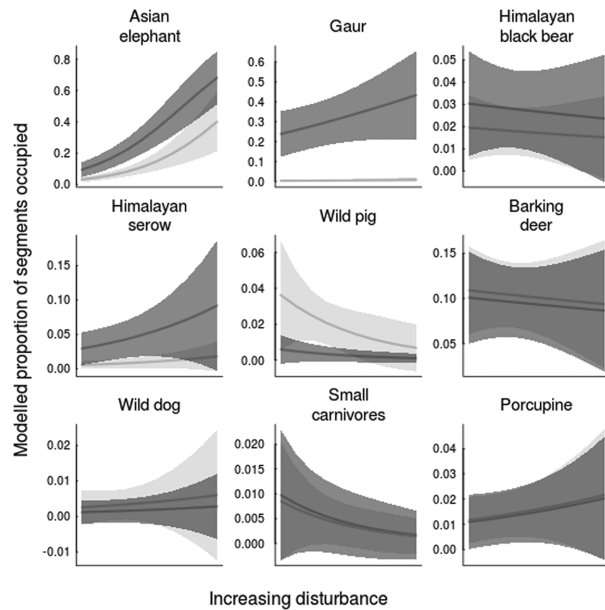 Asian
elephant
Gaur
Himalayan
black bear
0.8
0.6
0.4
0.2
0.0
0.6
0.5
0.4
0.3
0.2
0.1
0.0
0.05
0.04
0.03
0.02
0.01
0.00
Himalayan
serow
Wild pig
Barking
deer
0.15
0.10
0.05
0.00
0.06
0.04
0.02
0.00
0.15
0.10
0.05
Wild dog
Small
carnivores
Porcupine
0.02
0.01
0.00
-0.01
0.020
0.015
0.010
0.005
0.000
0.04
0.03
0.02
0.01
0.00
Modelled proportion of segments occupied
Increasing disturbance